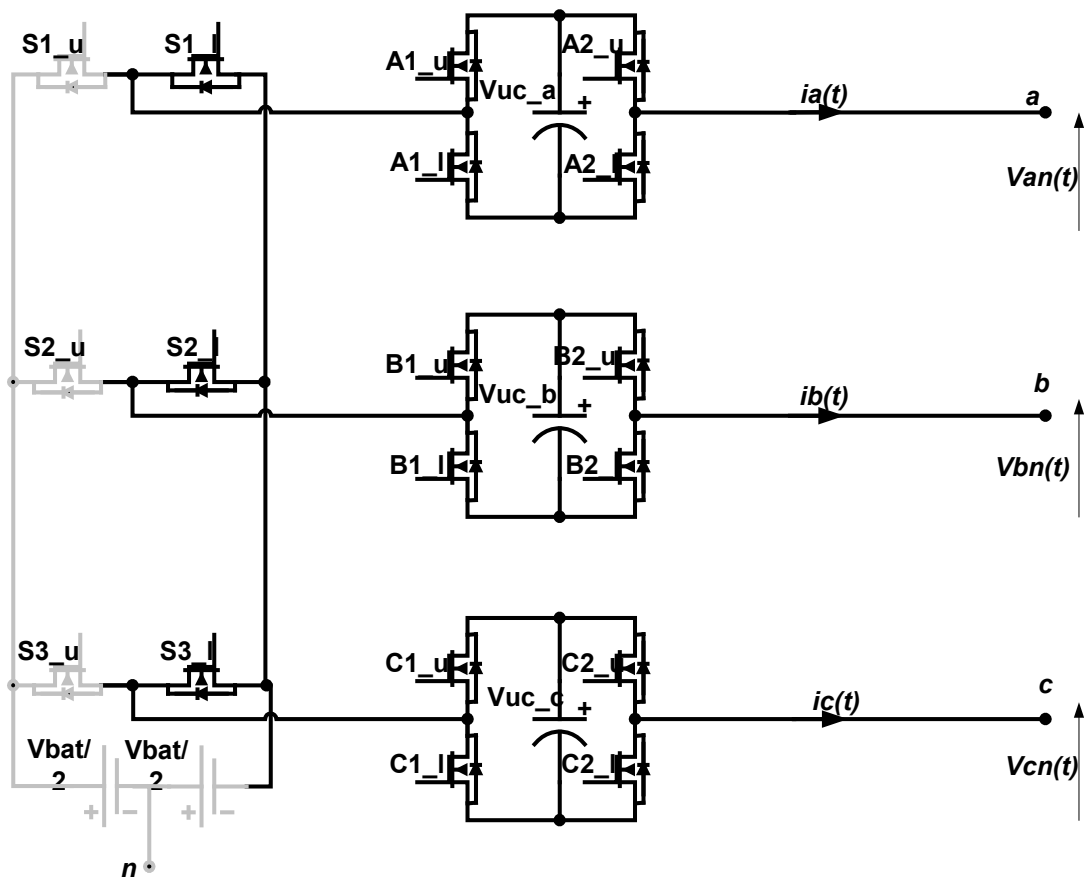 S1_u
S1_l
A1_u
A2_u
Vuc_a
+
ia(t)
a
A1_l
A2_l
Van(t)
S2_u
S2_l
B1_u
B2_u
Vuc_b
+
ib(t)
b
B1_l
B2_l
Vbn(t)
S3_u
S3_l
C1_u
C2_u
Vuc_c
+
ic(t)
c
C1_l
C2_l
Vcn(t)
Vbat/
2
Vbat/
2
+ -
+ -
n